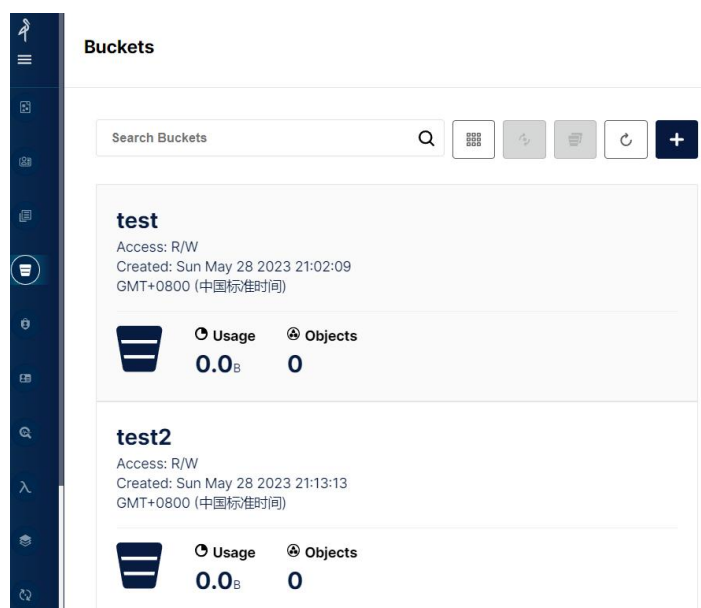 Buckets
Search Buckets
test
Access: R/W
Created: Sun May 28 2023 21:02:09
GMT+0800 (中国标准时间)
Usage Objects
0.0B 0
test2
Access: R/W
Created: Sun May 28 2023 21:13:13
GMT+0800 (中国标准时间)
Usage Objects
0.0B 0